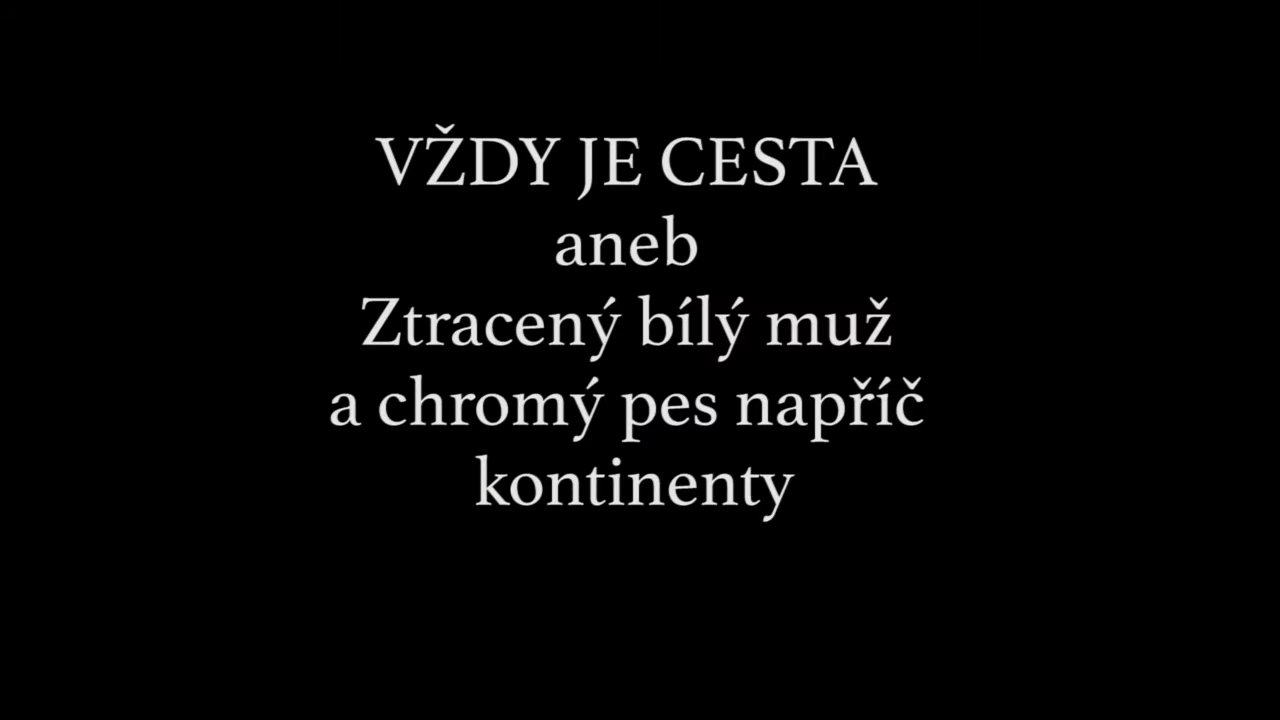 VŽDY JE CESTA
aneb
Ztracený bílý muž
a chromý pes napříč
kontinenty